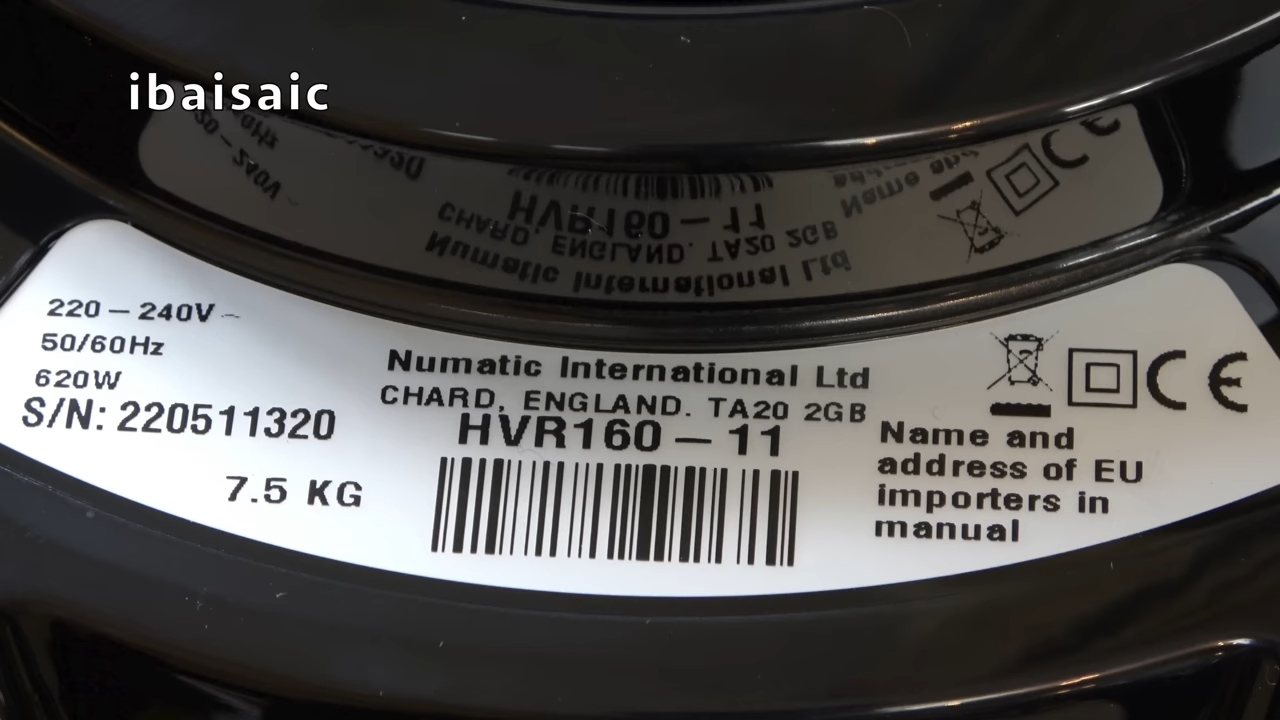 ibaisaic
220 – 240V ~
50/60Hz
620W
S/N: 220511320
7.5 KG
Numatic International Ltd
CHARD, ENGLAND. TA20 2GB
HVR160 – 11
CE
Name and
address of EU
importers in
manual